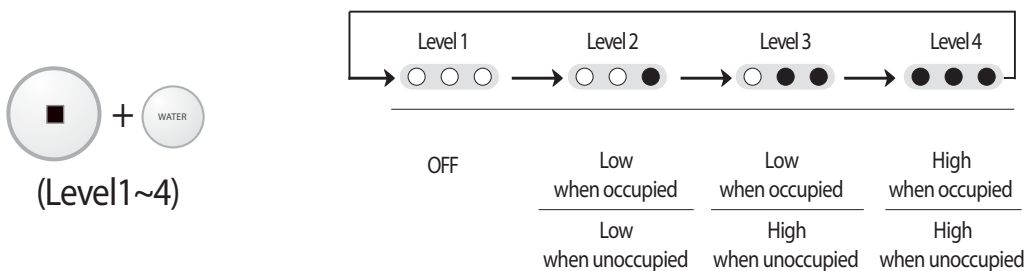 Level 1 Level 2 Level 3 Level 4
+ WATER
(Level1~4)
OFF
Low
when occupied
Low
when unoccupied
Low
when occupied
High
when unoccupied
High
when occupied
High
when unoccupied